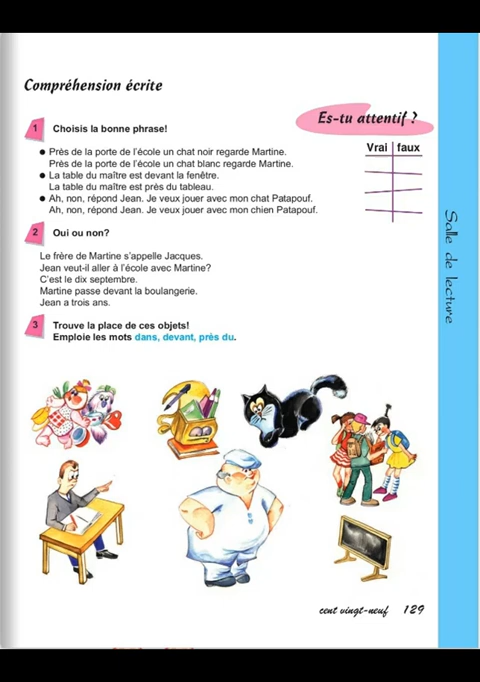 Compréhension écrite
Es-tu attentif ?
1 Choisis la bonne phrase!
Vrai faux
● Près de la porte de l'école un chat noir regarde Martine.
Près de la porte de l'école un chat blanc regarde Martine.
● La table du maître est devant la fenêtre.
La table du maître est près du tableau.
● Ah, non, répond Jean. Je veux jouer avec mon chat Patapouf.
Ah, non, répond Jean. Je veux jouer avec mon chien Patapouf.
2 Oui ou non?
Le frère de Martine s'appelle Jacques.
Jean veut-il aller à l'école avec Martine?
C'est le dix septembre.
Martine passe devant la boulangerie.
Jean a trois ans.
3 Trouve la place de ces objets!
Emploie les mots dans, devant, près du.
Salle de lecture
cent vingt-neuf 129